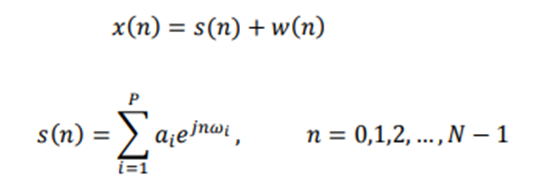 x(n) = s(n) + w(n)
s(n) = ∑_{i=1}^{P} a_i e^{jnω_i} ,    n = 0,1,2, … , N − 1